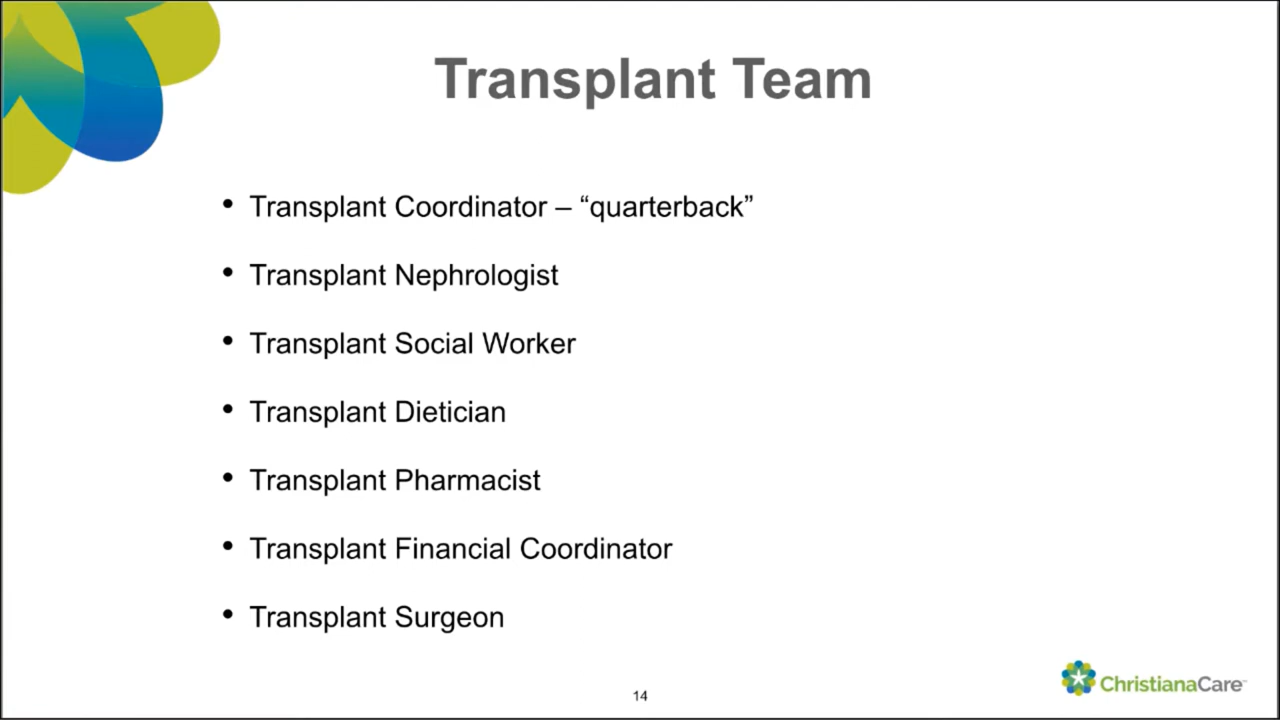 Transplant Team
• Transplant Coordinator – “quarterback”
• Transplant Nephrologist
• Transplant Social Worker
• Transplant Dietician
• Transplant Pharmacist
• Transplant Financial Coordinator
• Transplant Surgeon
14
ChristianaCare™